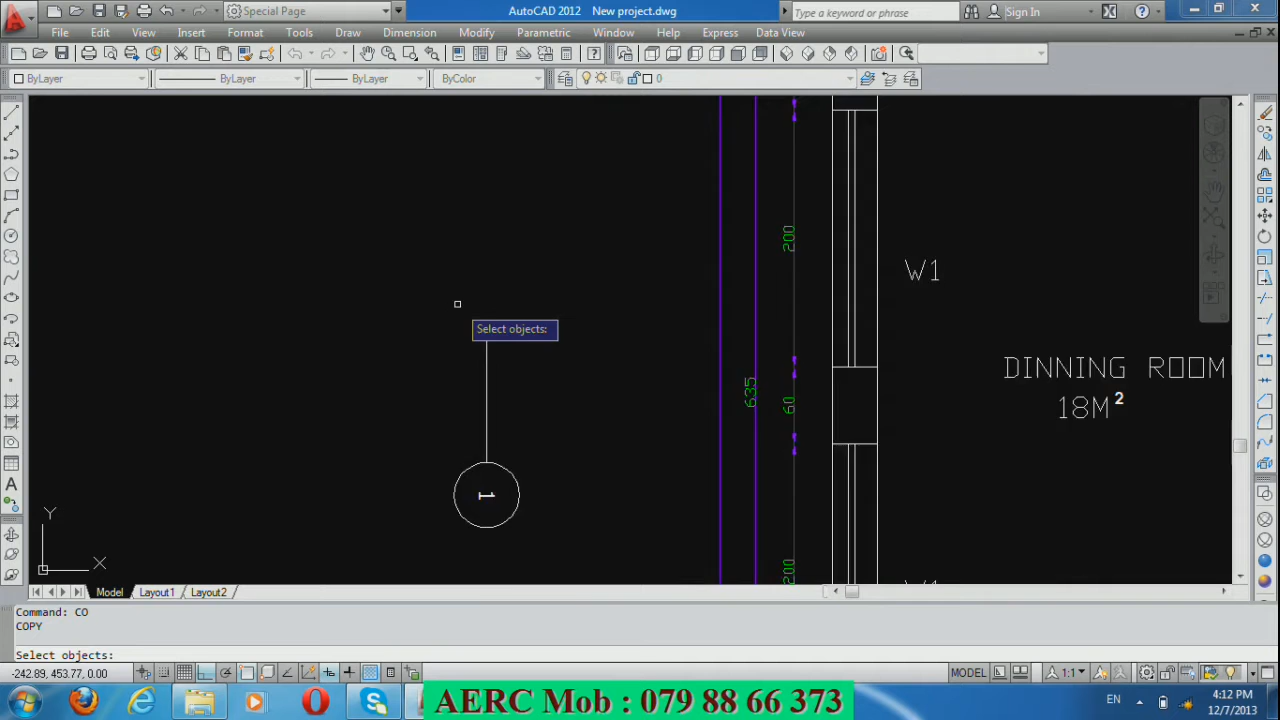 Special Page
AutoCAD 2012 New project.dwg
Type a keyword or phrase
Sign In
File Edit View Insert Format Tools Draw Dimension Modify Parametric Window Help Express Data View
ByLayer
ByLayer
ByLayer
ByColor
0
200
W1
Select objects:
DINNING ROOM
635
60
18M²
1
Y
X
200
W1
Model Layout1 Layout2
Command: CO
COPY
Select objects:
-242.89, 453.77, 0.00
MODEL
1:1
AERC Mob : 079 88 66 373
EN
4:12 PM
12/7/2013